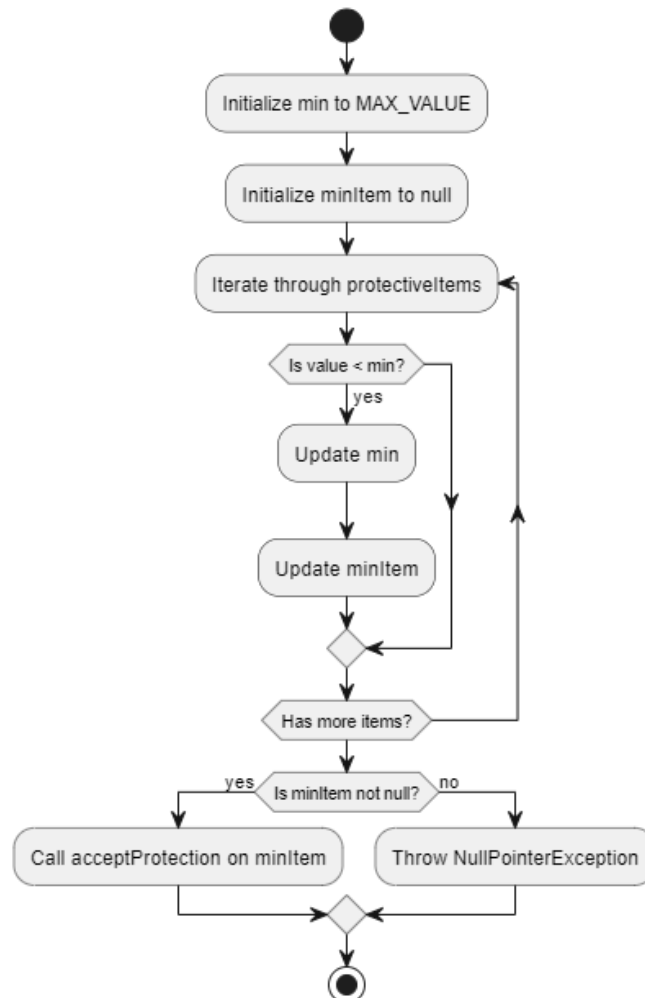 Initialize min to MAX_VALUE
Initialize minItem to null
Iterate through protectiveItems
Is value < min?
yes
Update min
Update minItem
Has more items?
yes
Is minItem not null?
no
Call acceptProtection on minItem
Throw NullPointerException